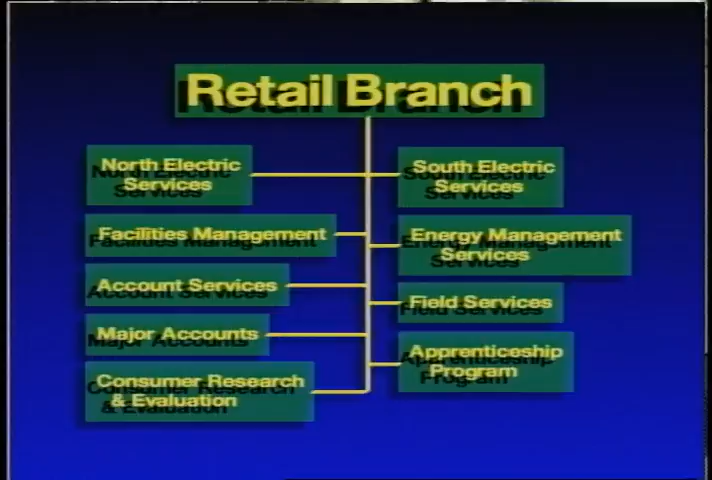 Retail Branch
North Electric
Services
South Electric
Services
Facilities Management
Energy Management
Services
Account Services
Field Services
Major Accounts
Apprenticeship
Program
Consumer Research
& Evaluation